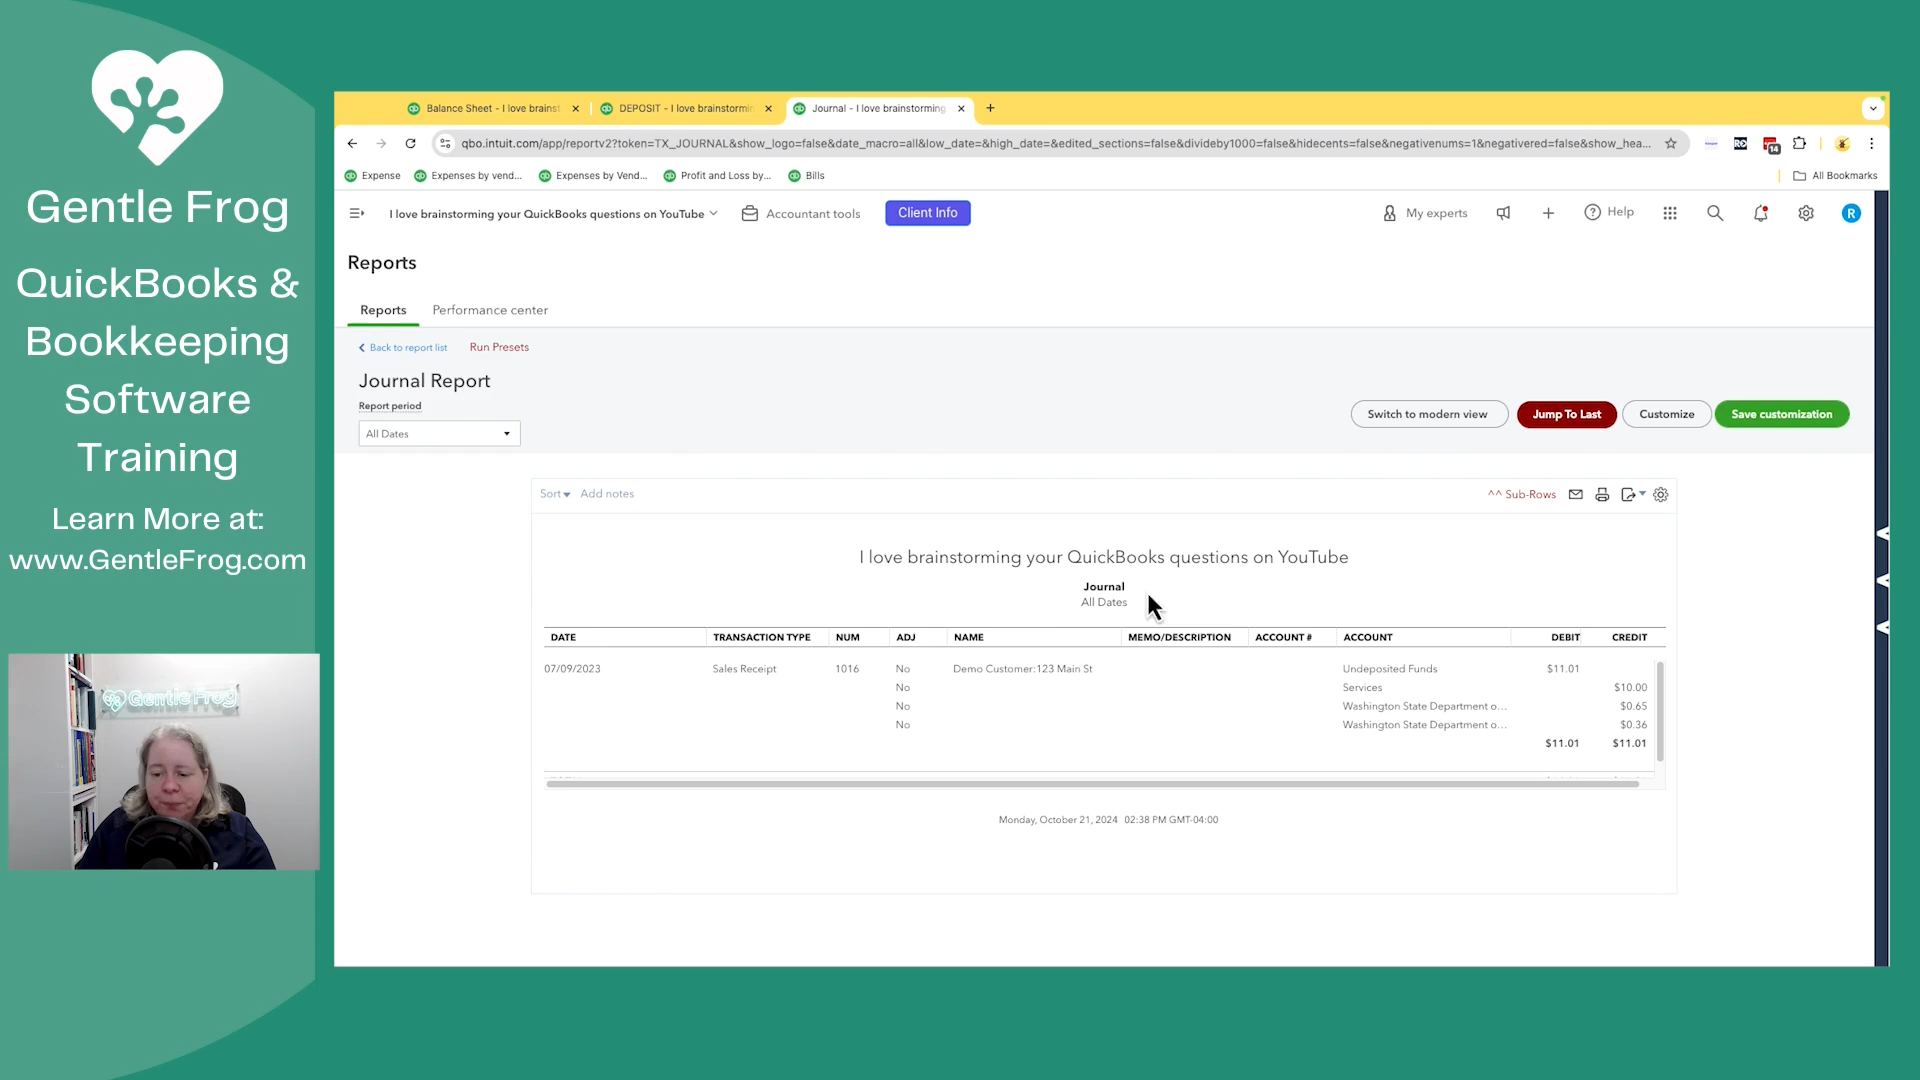 Gentle Frog
QuickBooks &
Bookkeeping
Software
Training
Learn More at:
www.GentleFrog.com
Gentle Frog
Balance Sheet - I love brainst
DEPOSIT - I love brainstormin
Journal - I love brainstorming
qbo.intuit.com/app/reportv2?token=TX_JOURNAL&show_logo=false&date_macro=all&low_date=&high_date=&edited_sections=false&divideby1000=false&hidecents=false&negativenums=1&negativered=false&show_hea...
14
Expense
Expenses by vend...
Expenses by Vend...
Profit and Loss by...
Bills
All Bookmarks
I love brainstorming your QuickBooks questions on YouTube
Accountant tools
Client Info
My experts
Help
R
Reports
Reports
Performance center
Back to report list
Run Presets
Journal Report
Report period
All Dates
Switch to modern view
Jump To Last
Customize
Save customization
Sort
Add notes
^^ Sub-Rows
I love brainstorming your QuickBooks questions on YouTube
Journal
All Dates
DATE TRANSACTION TYPE NUM ADJ NAME MEMO/DESCRIPTION ACCOUNT # ACCOUNT DEBIT CREDIT
07/09/2023 Sales Receipt 1016 No Demo Customer:123 Main St Undeposited Funds $11.01
No Services $10.00
No Washington State Department o... $0.65
No Washington State Department o... $0.36
$11.01 $11.01
Monday, October 21, 2024 02:38 PM GMT-04:00